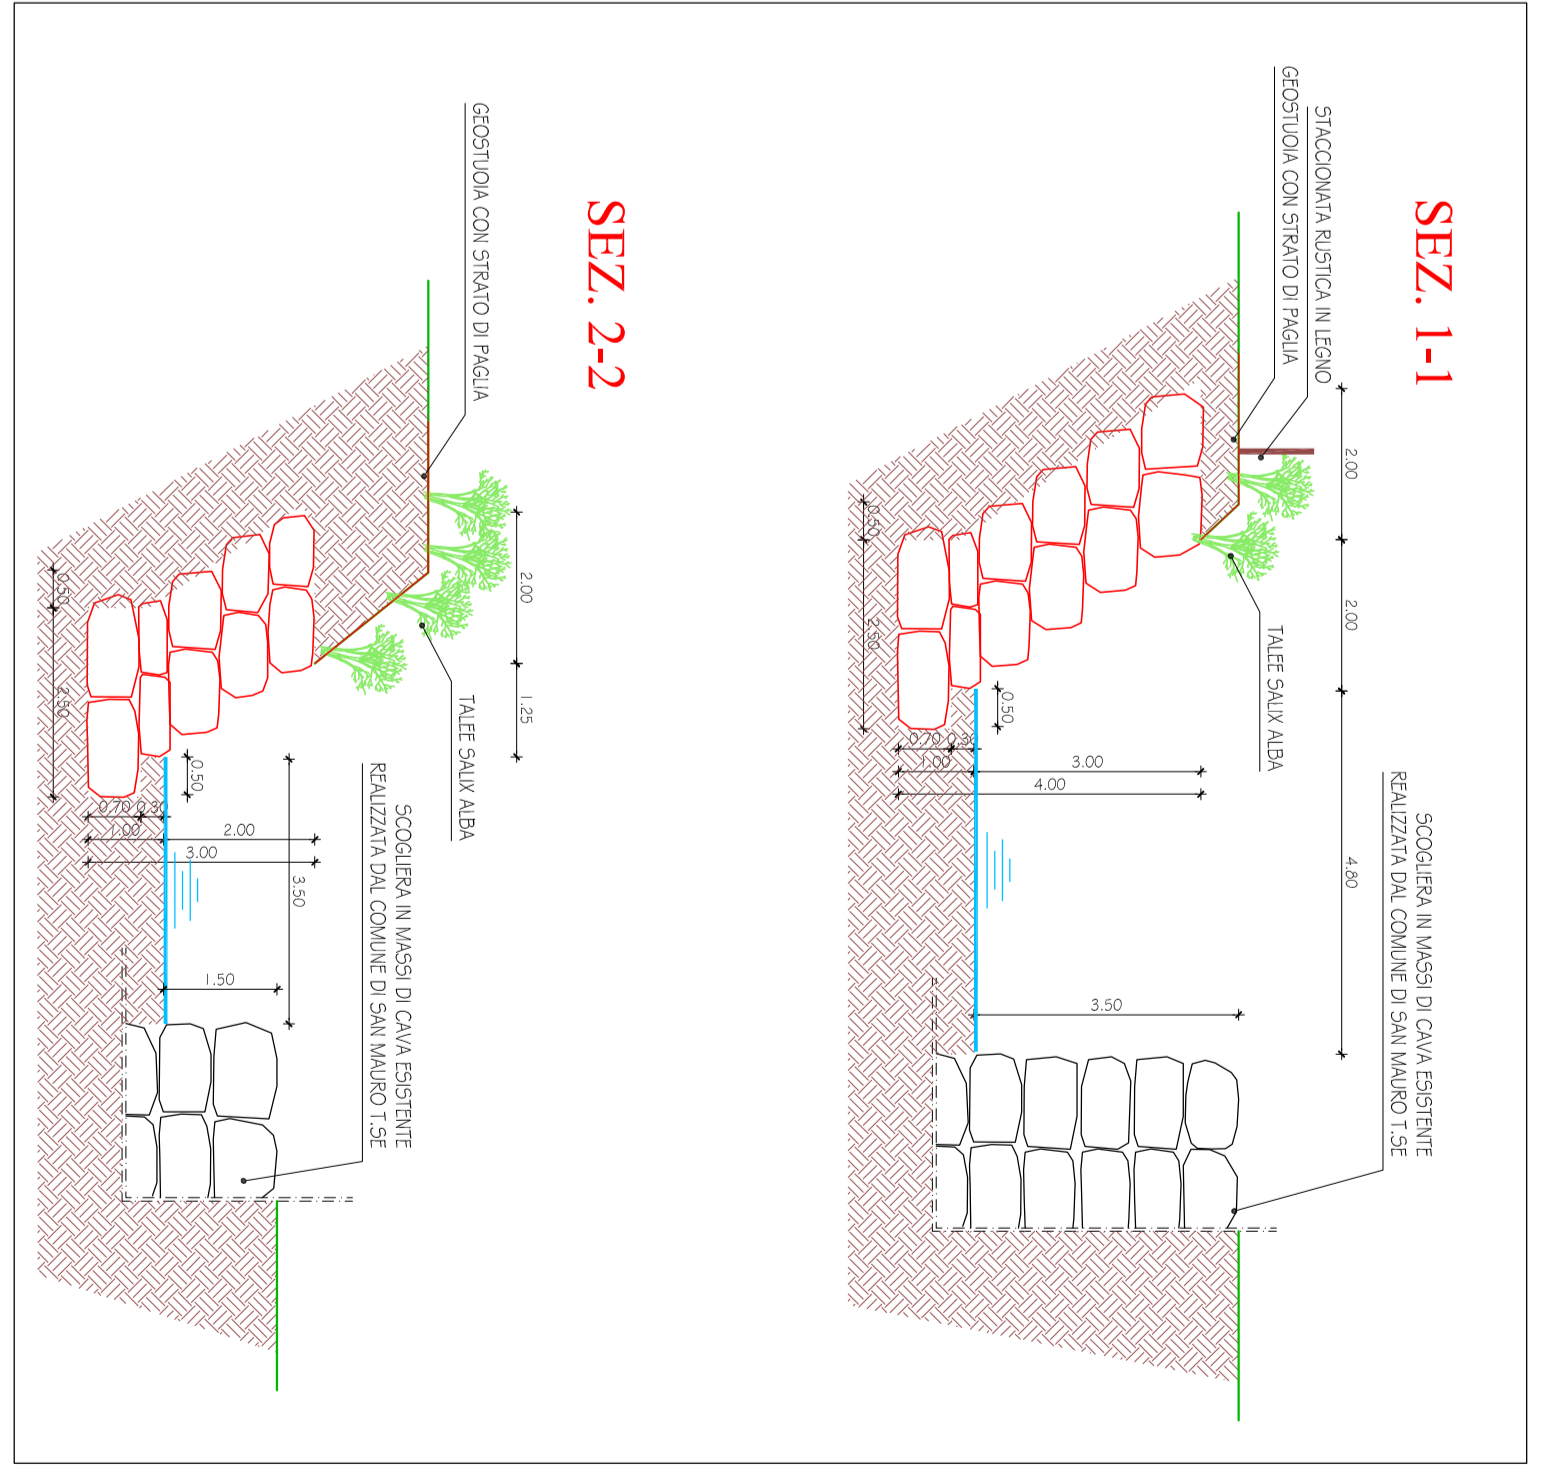 SEZ. 1-1
STACCIONATA RUSTICA IN LEGNO
GEOSTUOIA CON STRATO DI PAGLIA
TALEE SALIX ALBA
SCOGLIERA IN MASSI DI CAVA ESISTENTE
REALIZZATA DAL COMUNE DI SAN MAURO T.SE
2.00
2.00
4.80
0.50
3.00
4.00
1.00
0.70
0.30
3.50
0.50
2.50
SEZ. 2-2
GEOSTUOIA CON STRATO DI PAGLIA
TALEE SALIX ALBA
SCOGLIERA IN MASSI DI CAVA ESISTENTE
REALIZZATA DAL COMUNE DI SAN MAURO T.SE
2.00
1.25
3.50
0.50
2.00
3.00
1.00
0.70
0.30
1.50
0.50
2.50